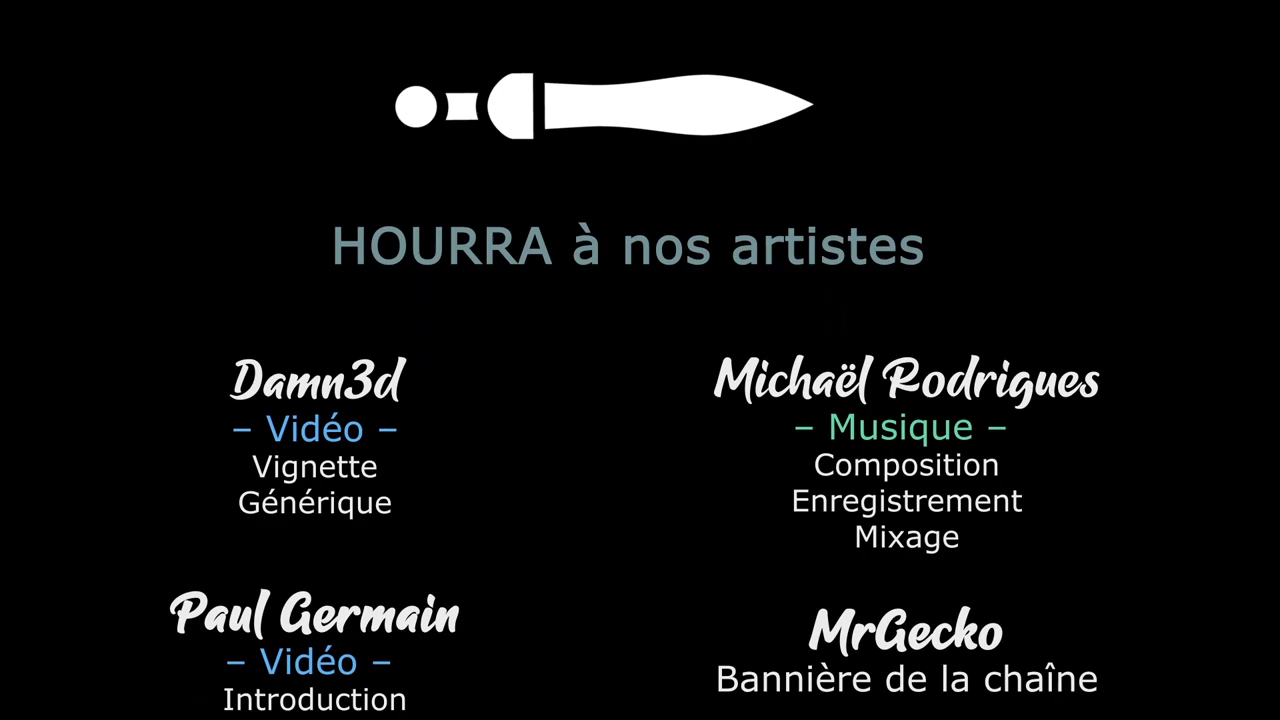 HOURRA à nos artistes
Damn3d
– Vidéo –
Vignette
Générique
Michaël Rodrigues
– Musique –
Composition
Enregistrement
Mixage
Paul Germain
– Vidéo –
Introduction
MrGecko
Bannière de la chaîne